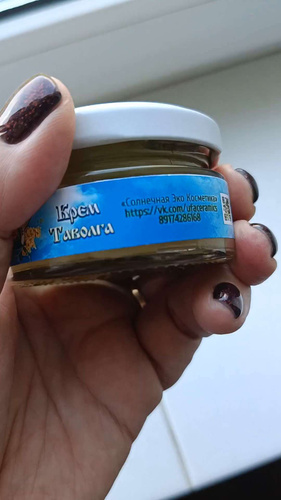 Крем
Таволга
«Солнечная Эко Косметика»
https://vk.com/ufaceramics
89174286168